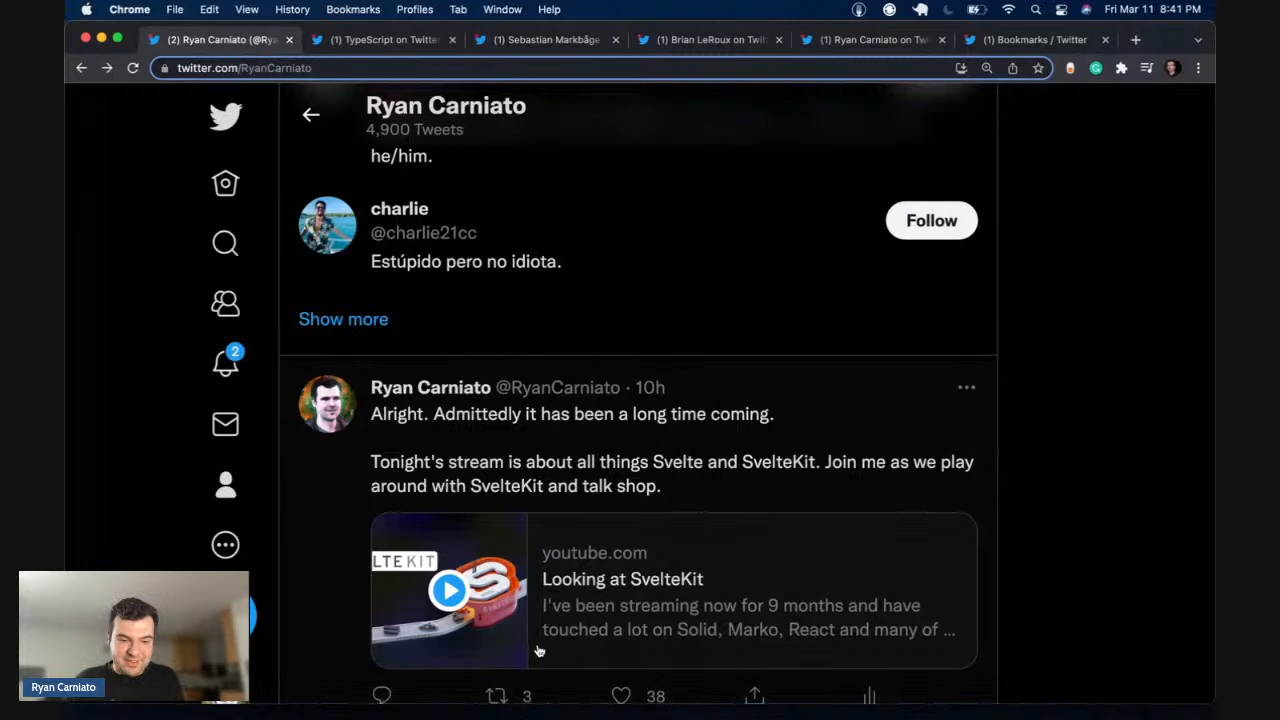 Chrome File Edit View History Bookmarks Profiles Tab Window Help Fri Mar 11 8:41 PM
(2) Ryan Carniato (@Rya
(1) TypeScript on Twitte
(1) Sebastian Markbåge
(1) Brian LeRoux on Twit
(1) Ryan Carniato on Tw
(1) Bookmarks / Twitter
twitter.com/RyanCarniato
Ryan Carniato
4,900 Tweets
he/him.
charlie
@charlie21cc
Follow
Estúpido pero no idiota.
Show more
2
Ryan Carniato @RyanCarniato · 10h
Alright. Admittedly it has been a long time coming.
Tonight's stream is about all things Svelte and SvelteKit. Join me as we play
around with SvelteKit and talk shop.
LTE KIT
youtube.com
Looking at SvelteKit
I've been streaming now for 9 months and have
touched a lot on Solid, Marko, React and many of ...
3
38
Ryan Carniato